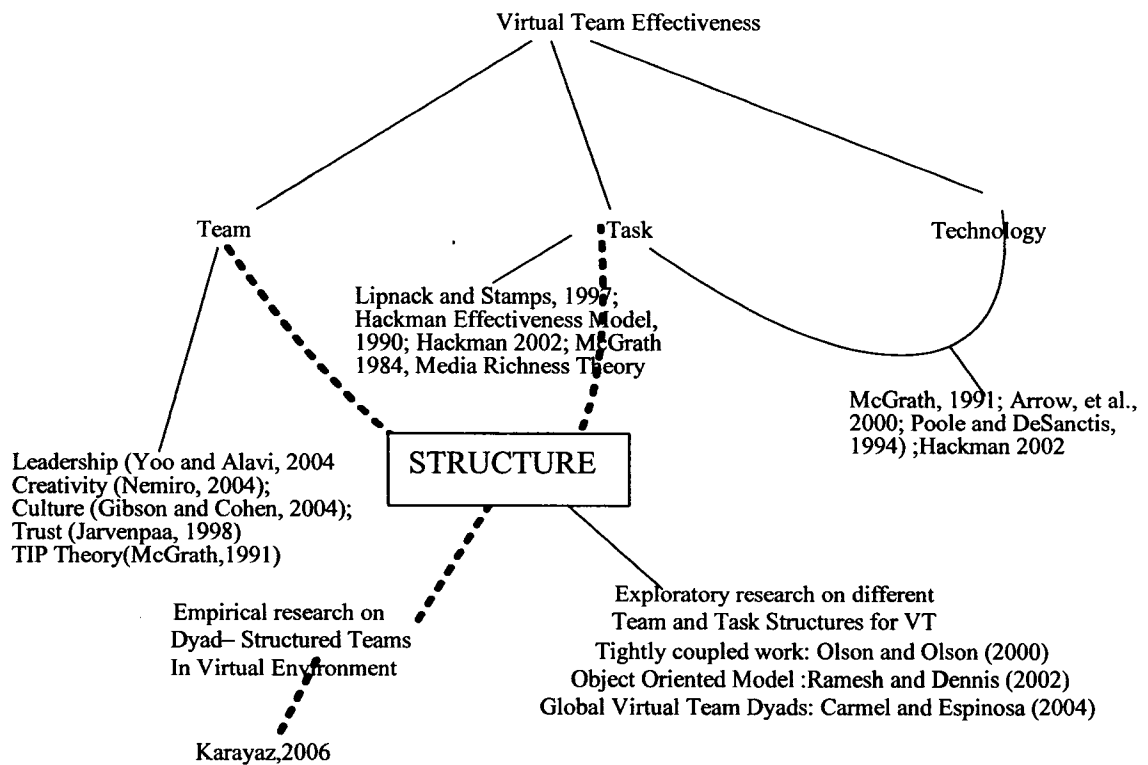 Virtual Team Effectiveness
Team
Task
Technology
Lipnack and Stamps, 1997;
Hackman Effectiveness Model,
1990; Hackman 2002; McGrath
1984, Media Richness Theory
McGrath, 1991; Arrow, et al.,
2000; Poole and DeSanctis,
1994) ;Hackman 2002
STRUCTURE
Leadership (Yoo and Alavi, 2004
Creativity (Nemiro, 2004);
Culture (Gibson and Cohen, 2004);
Trust (Jarvenpaa, 1998)
TIP Theory(McGrath,1991)
Empirical research on
Dyad– Structured Teams
In Virtual Environment
Exploratory research on different
Team and Task Structures for VT
Tightly coupled work: Olson and Olson (2000)
Object Oriented Model :Ramesh and Dennis (2002)
Global Virtual Team Dyads: Carmel and Espinosa (2004)
Karayaz,2006